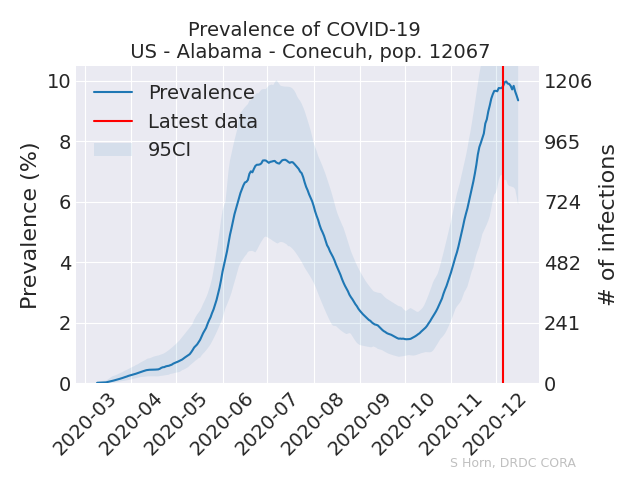 Prevalence of COVID-19
US - Alabama - Conecuh, pop. 12067
Prevalence
Latest data
95CI
Prevalence (%)
10
8
6
4
2
0
1206
965
724
482
241
0
# of infections
2020-03
2020-04
2020-05
2020-06
2020-07
2020-08
2020-09
2020-10
2020-11
2020-12
S Horn, DRDC CORA